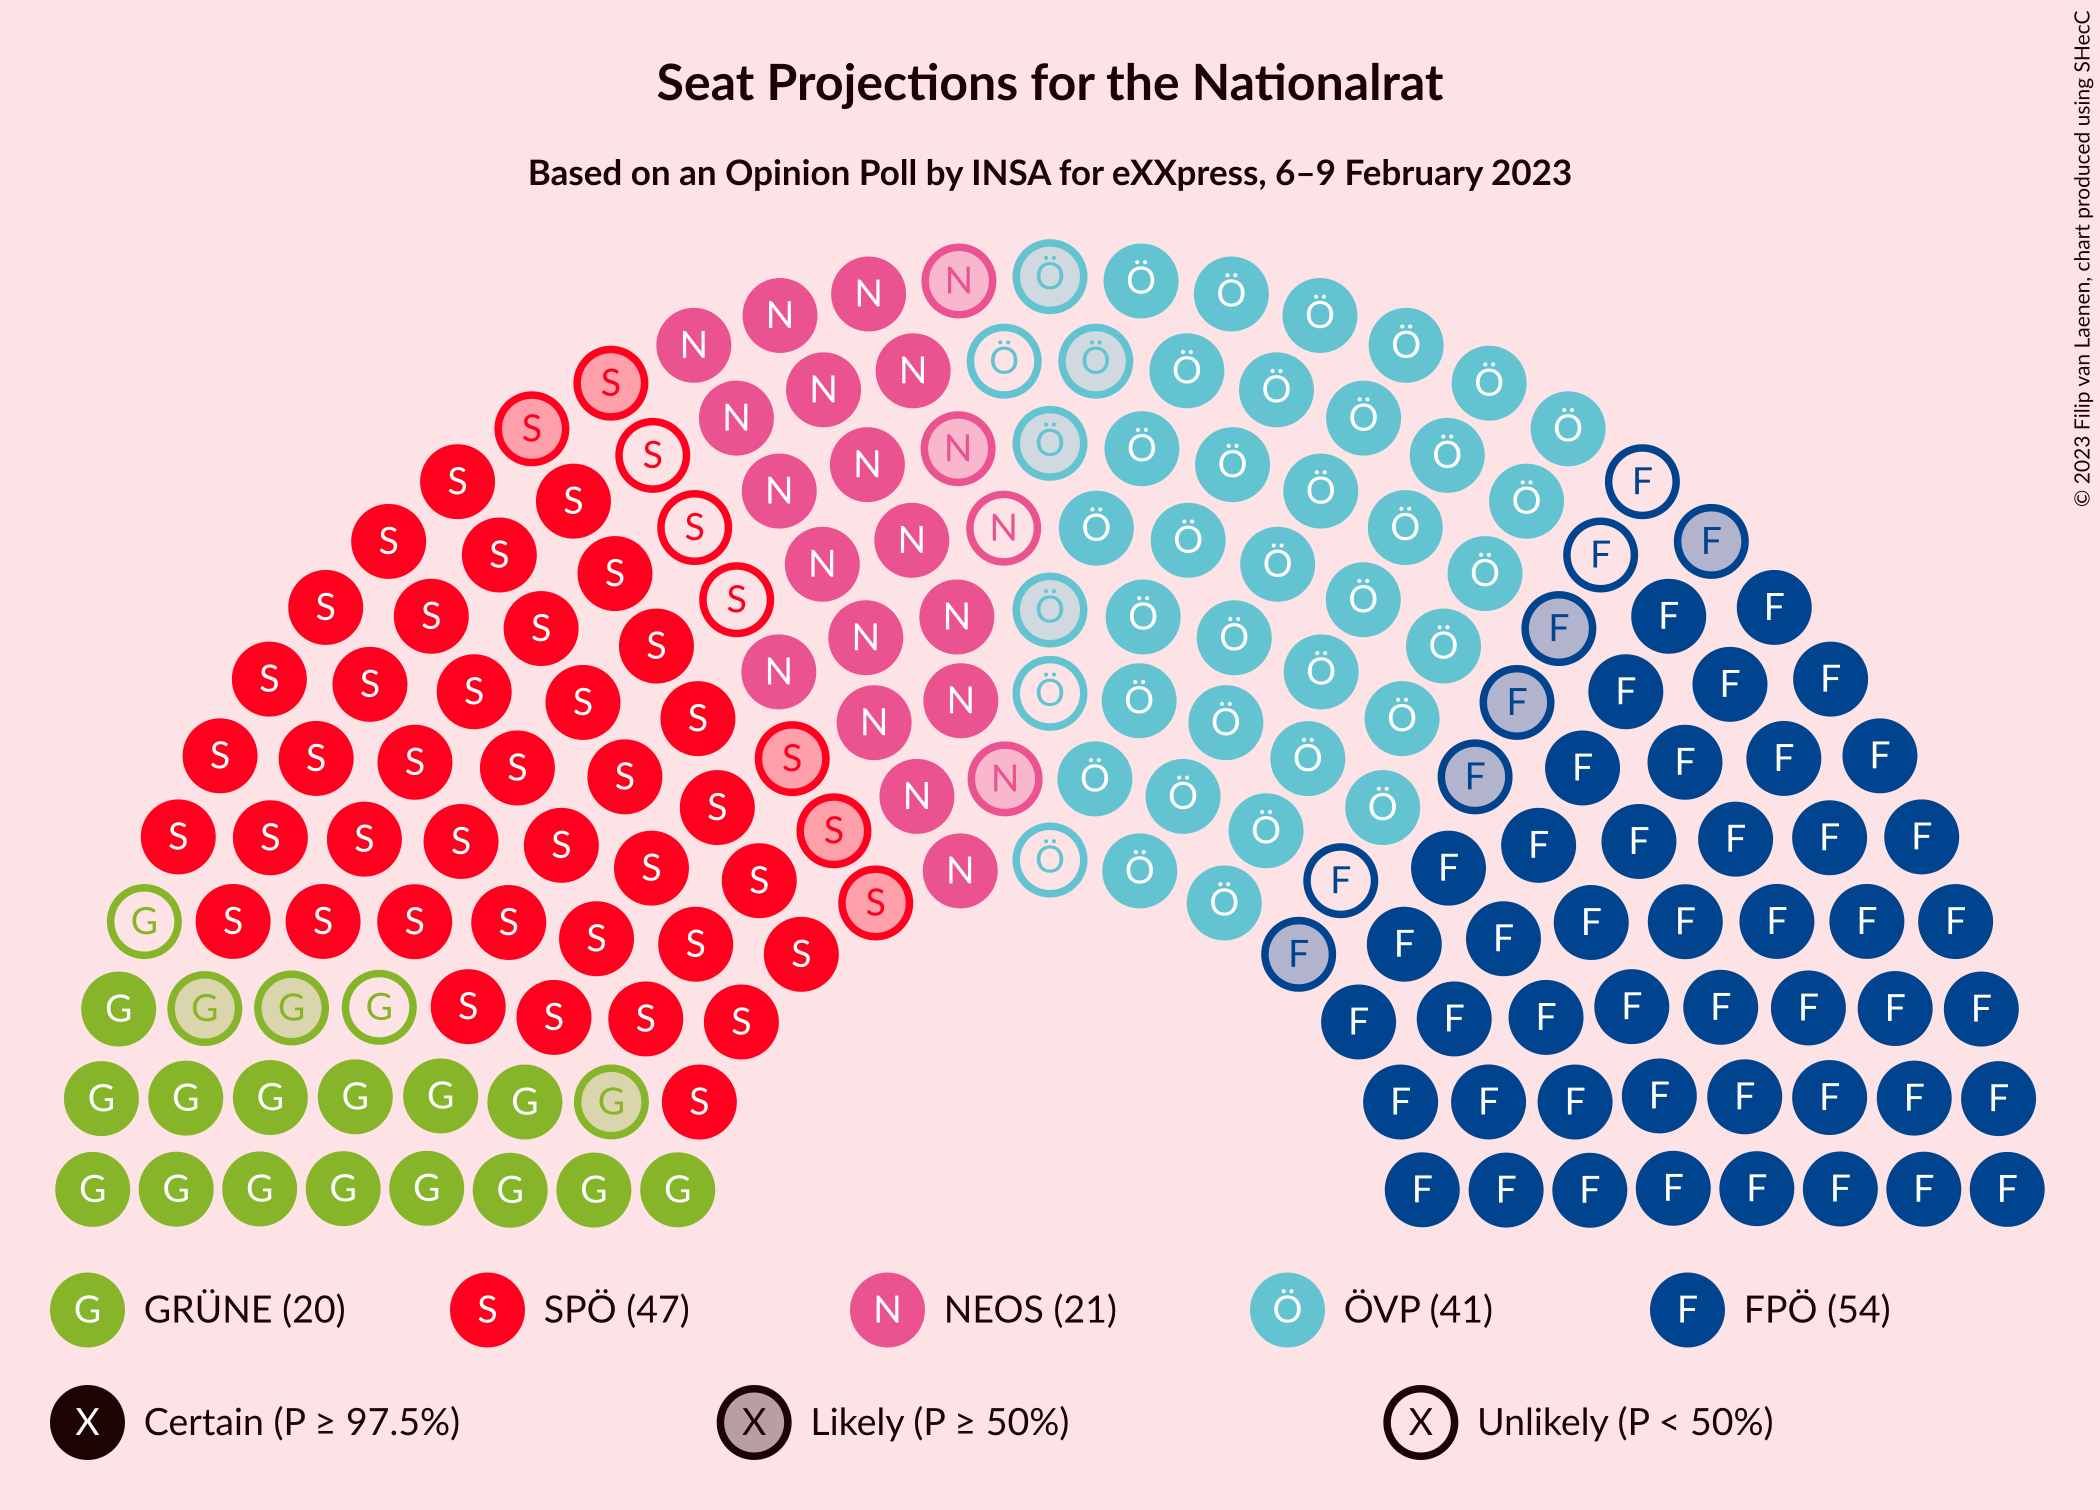 Seat Projections for the Nationalrat
Based on an Opinion Poll by INSA for eXXpress, 6–9 February 2023
© 2023 Filip van Laenen, chart produced using SHecC
N Ö Ö N Ö N Ö N Ö
S N Ö Ö Ö Ö N Ö N Ö S Ö
S N Ö S Ö Ö N Ö N Ö
S S N Ö F S N Ö Ö
S S N Ö N Ö Ö F S F
S N Ö S Ö F S N Ö
S S Ö N Ö F S N Ö F F
S S N Ö S Ö F
S S S N Ö Ö F F F
S S N Ö S Ö F
S S S S S N Ö Ö F F F F
S N Ö S N Ö Ö F
S S S S S S Ö F F F F F
S S N Ö F F
G S S S S S S S Ö F F F F F F F
S F
G G G G S S S S F F F F F F F F
G G G G G G G S F F F F F F F F
G G G G G G G G F F F F F F F F
G GRÜNE (20) S SPÖ (47) N NEOS (21) Ö ÖVP (41) F FPÖ (54)
X Certain (P ≥ 97.5%) X Likely (P ≥ 50%) X Unlikely (P < 50%)